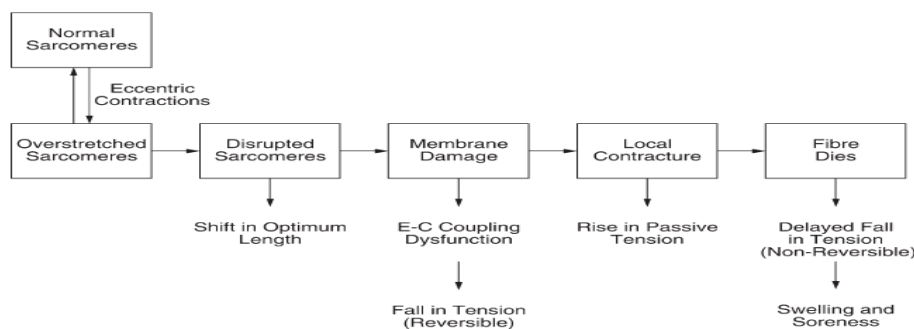 Normal
Sarcomeres
Eccentric
Contractions
Overstretched
Sarcomeres
Disrupted
Sarcomeres
Membrane
Damage
Local
Contracture
Fibre
Dies
Shift in Optimum
Length
E-C Coupling
Dysfunction
Rise in Passive
Tension
Delayed Fall
in Tension
(Non-Reversible)
Fall in Tension
(Reversible)
Swelling and
Soreness